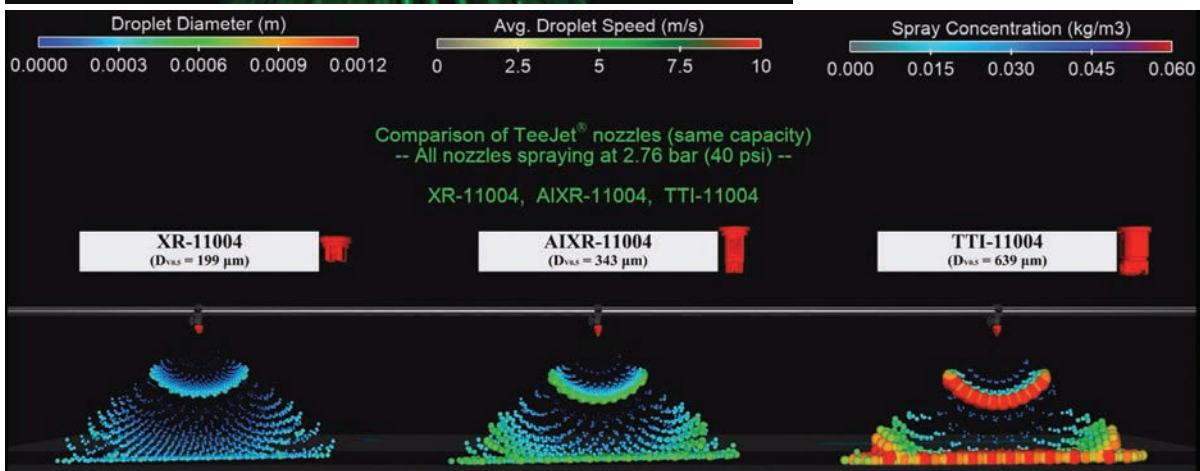 Droplet Diameter (m)
0.0000 0.0003 0.0006 0.0009 0.0012
Avg. Droplet Speed (m/s)
0 2.5 5 7.5 10
Spray Concentration (kg/m3)
0.000 0.015 0.030 0.045 0.060
Comparison of TeeJet® nozzles (same capacity)
-- All nozzles spraying at 2.76 bar (40 psi) --
XR-11004, AIXR-11004, TTI-11004
XR-11004
(DV0.5 = 199 µm)
AIXR-11004
(DV0.5 = 343 µm)
TTI-11004
(DV0.5 = 639 µm)